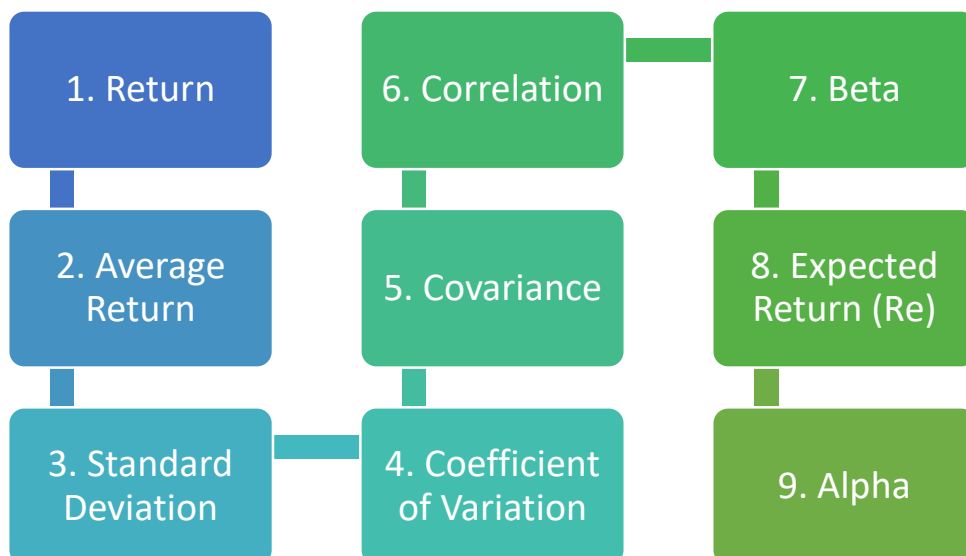 1. Return
2. Average
Return
3. Standard
Deviation
4. Coefficient
of Variation
5. Covariance
6. Correlation
7. Beta
8. Expected
Return (Re)
9. Alpha